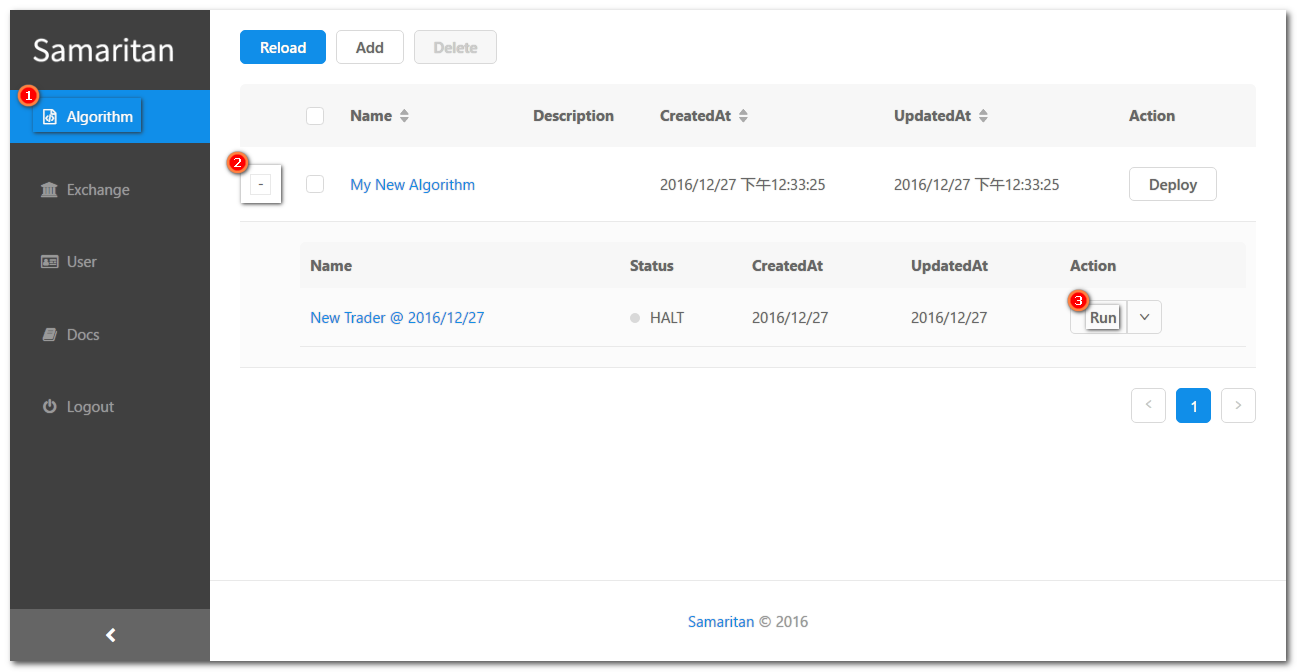 Samaritan
Reload Add Delete
1
Algorithm
Exchange
User
Docs
Logout
Name Description CreatedAt UpdatedAt Action
2
- My New Algorithm 2016/12/27 下午12:33:25 2016/12/27 下午12:33:25 Deploy
Name Status CreatedAt UpdatedAt Action
3
New Trader @ 2016/12/27 HALT 2016/12/27 2016/12/27 Run
< 1 >
Samaritan © 2016